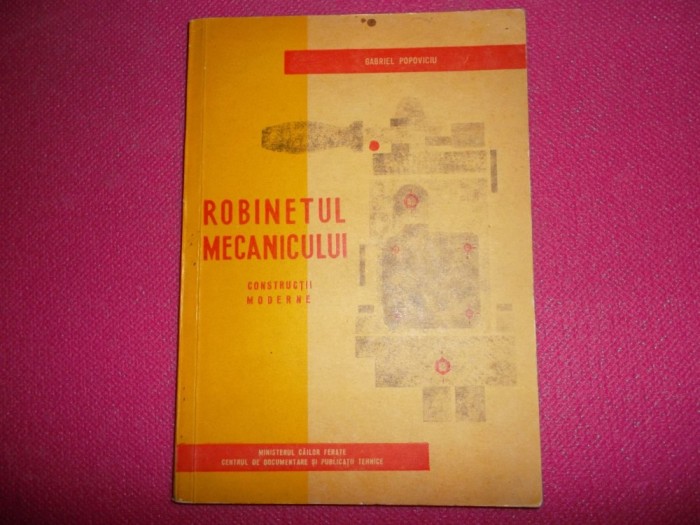 GABRIEL POPOVICIU
ROBINETUL
MECANICULUI
CONSTRUCȚII
MODERNE
MINISTERUL CĂILOR FERATE
CENTRUL DE DOCUMENTARE ȘI PUBLICAȚII TEHNICE